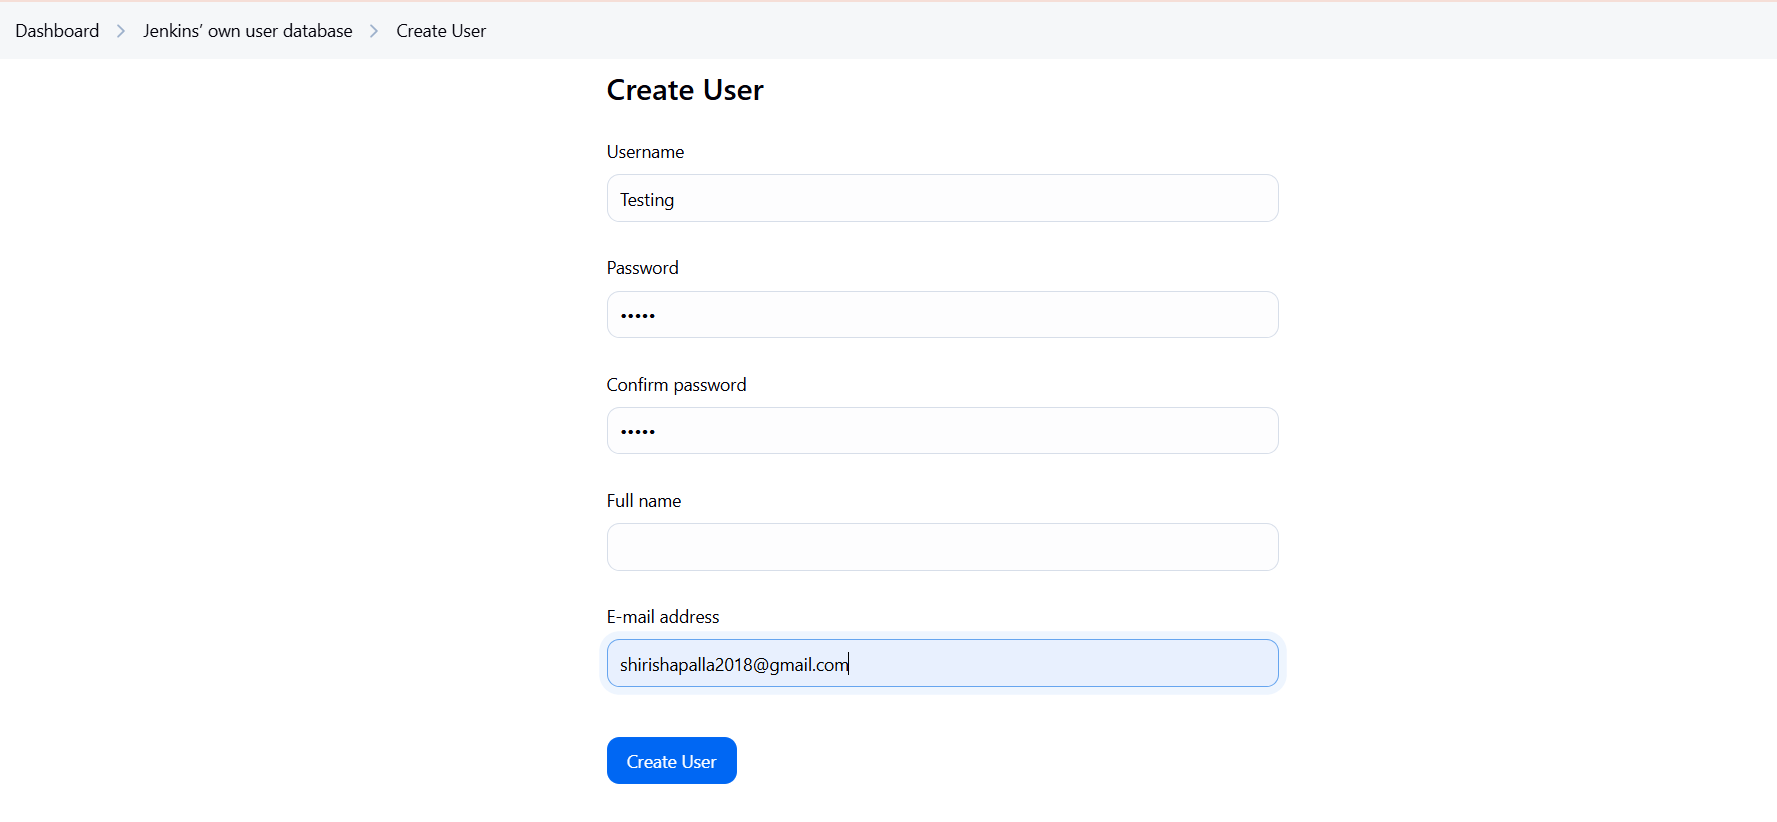 Dashboard > Jenkins’ own user database > Create User
Create User
Username
Testing
Password
•••••
Confirm password
•••••
Full name
E-mail address
shirishapalla2018@gmail.com
Create User